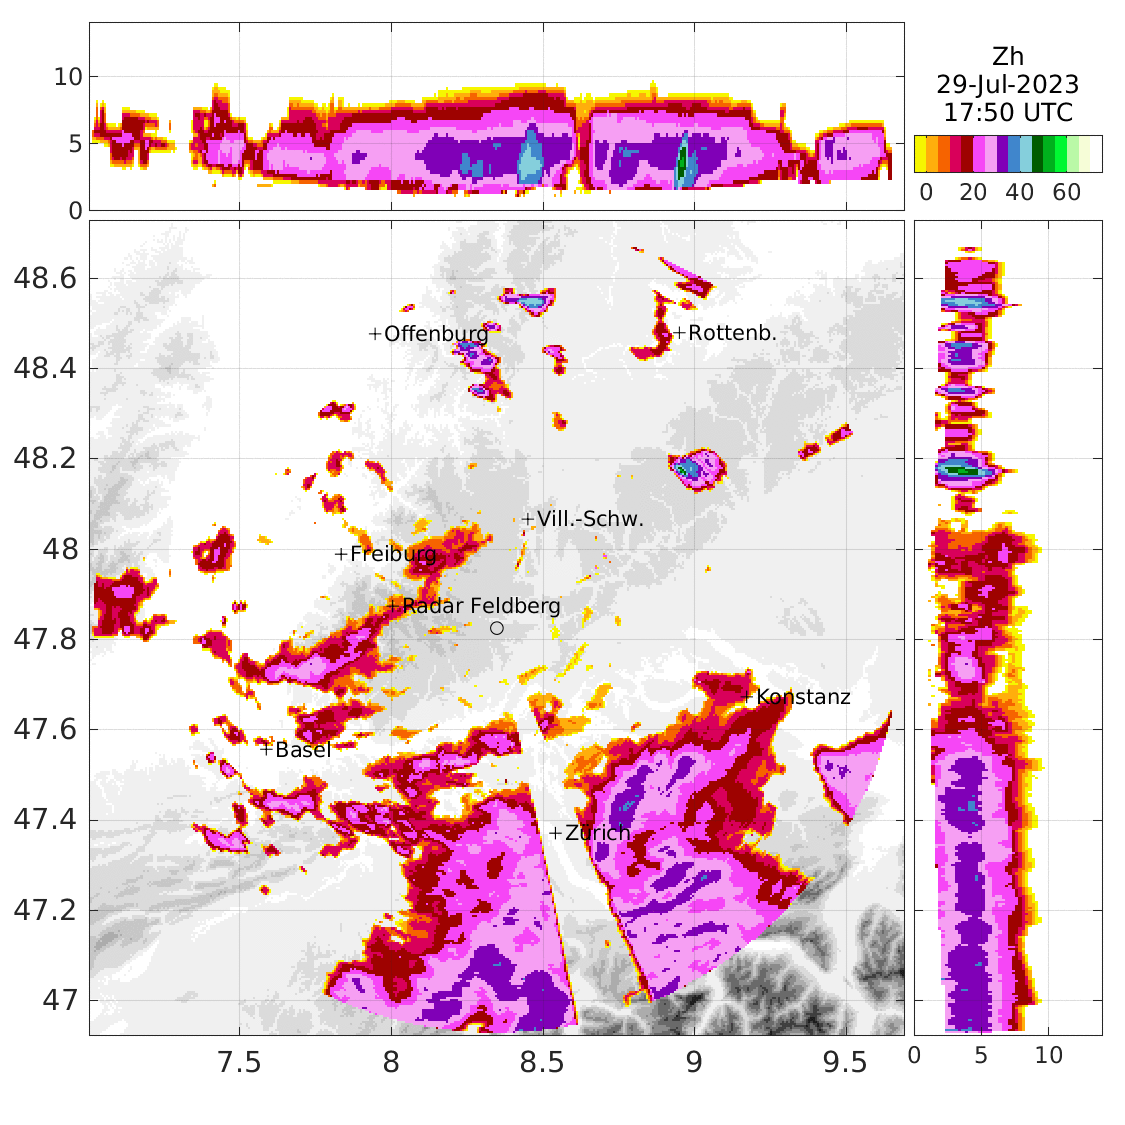 Zh
29-Jul-2023
17:50 UTC
10
5
0
0 20 40 60
48.6
48.4
48.2
48
47.8
47.6
47.4
47.2
47
+Offenburg
+Rottenb.
+Vill.-Schw.
+Freiburg
+Radar Feldberg
+Konstanz
+Basel
+Zürich
7.5 8 8.5 9 9.5
0 5 10